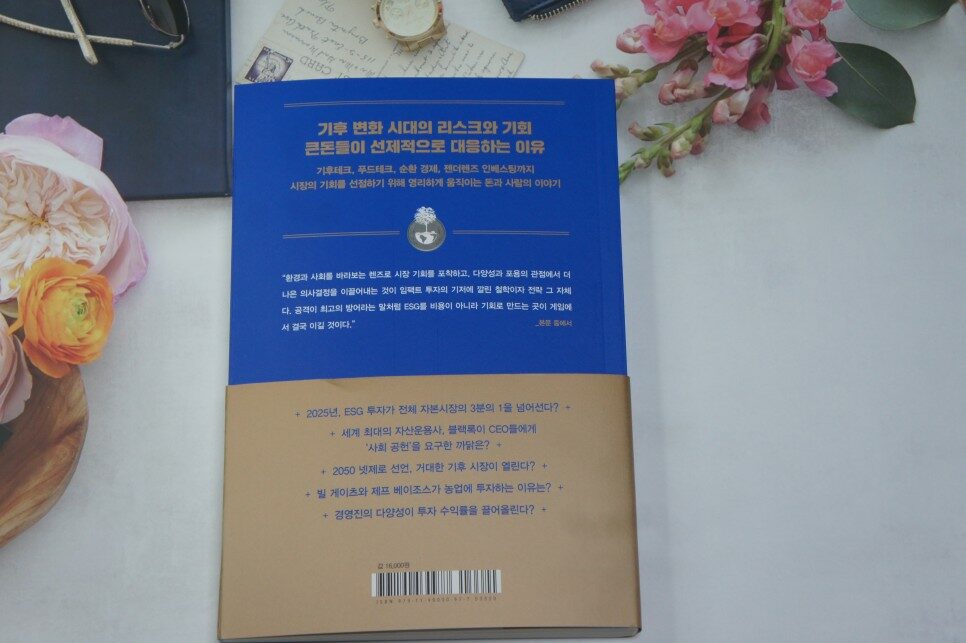 CARD
기후 변화 시대의 리스크와 기회
큰돈들이 선제적으로 대응하는 이유
기후테크, 푸드테크, 순환 경제, 젠더렌즈 인베스팅까지
시장의 기회를 선점하기 위해 영리하게 움직이는 돈과 사람의 이야기
“환경과 사회를 바라보는 렌즈로 시장 기회를 포착하고, 다양성과 포용의 관점에서 더
나은 의사결정을 이끌어내는 것이 임팩트 투자의 기저에 깔린 철학이자 전략 그 자체
다. 공격이 최고의 방어라는 말처럼 ESG를 비용이 아니라 기회로 만드는 곳이 게임에
서 결국 이길 것이다.”
_본문 중에서
+ 2025년, ESG 투자가 전체 자본시장의 3분의 1을 넘어선다? +
+ 세계 최대의 자산운용사, 블랙록이 CEO들에게
‘사회 공헌’을 요구한 까닭은? +
+ 2050 넷제로 선언, 거대한 기후 시장이 열린다? +
+ 빌 게이츠와 제프 베이조스가 농업에 투자하는 이유는? +
+ 경영진의 다양성이 투자 수익률을 끌어올린다? +
값 16,000원
ISBN